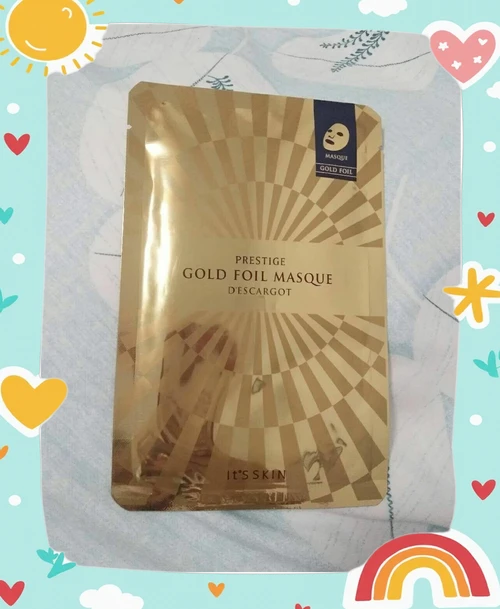 MASQUE
GOLD FOIL
PRESTIGE
GOLD FOIL MASQUE
D'ESCARGOT
It'S SKIN